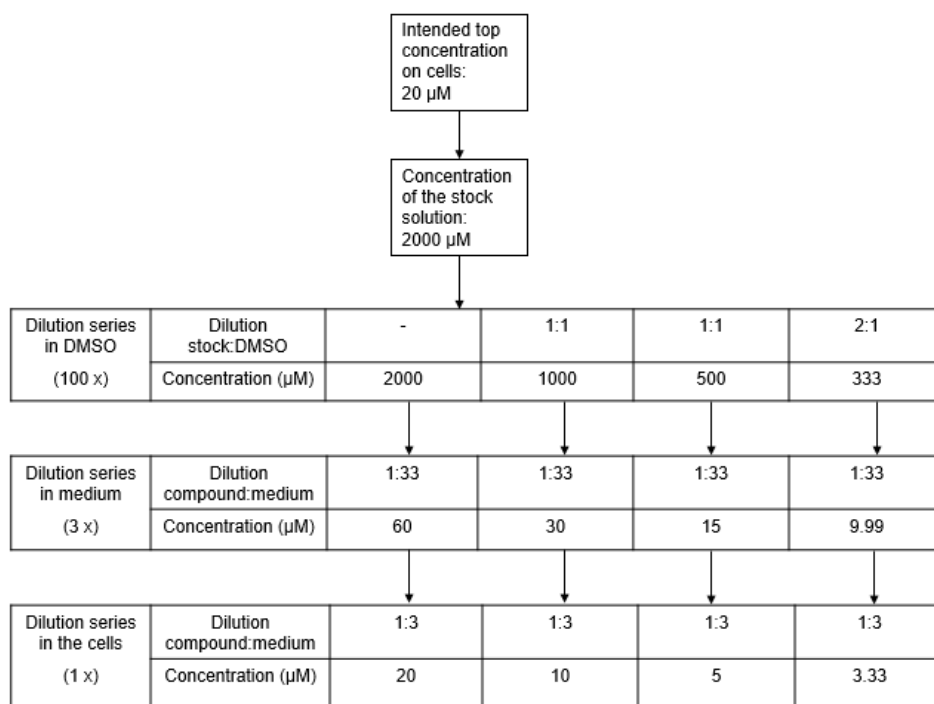 Intended top
concentration
on cells:
20 µM
Concentration
of the stock
solution:
2000 µM
Dilution series
in DMSO
(100 x)
Dilution
stock:DMSO
-
1:1
1:1
2:1
Concentration (µM)
2000
1000
500
333
Dilution series
in medium
(3 x)
Dilution
compound:medium
1:33
1:33
1:33
1:33
Concentration (µM)
60
30
15
9.99
Dilution series
in the cells
(1 x)
Dilution
compound:medium
1:3
1:3
1:3
1:3
Concentration (µM)
20
10
5
3.33